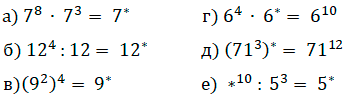 а) 7⁸ · 7³ = 7*
г) 6⁴ · 6* = 6¹⁰
б) 12⁴ : 12 = 12*
д) (71³)* = 71¹²
в)(9²)⁴ = 9*
е) *¹⁰ : 5³ = 5*